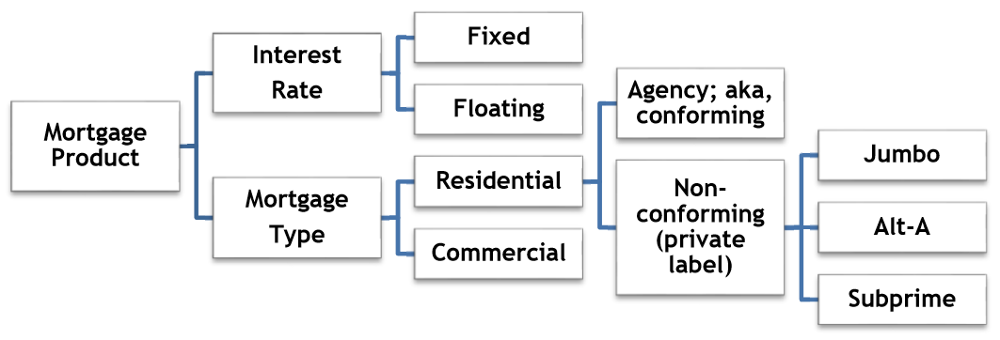 Mortgage
Product
Interest
Rate
Fixed
Floating
Mortgage
Type
Residential
Commercial
Agency; aka,
conforming
Non-
conforming
(private
label)
Jumbo
Alt-A
Subprime